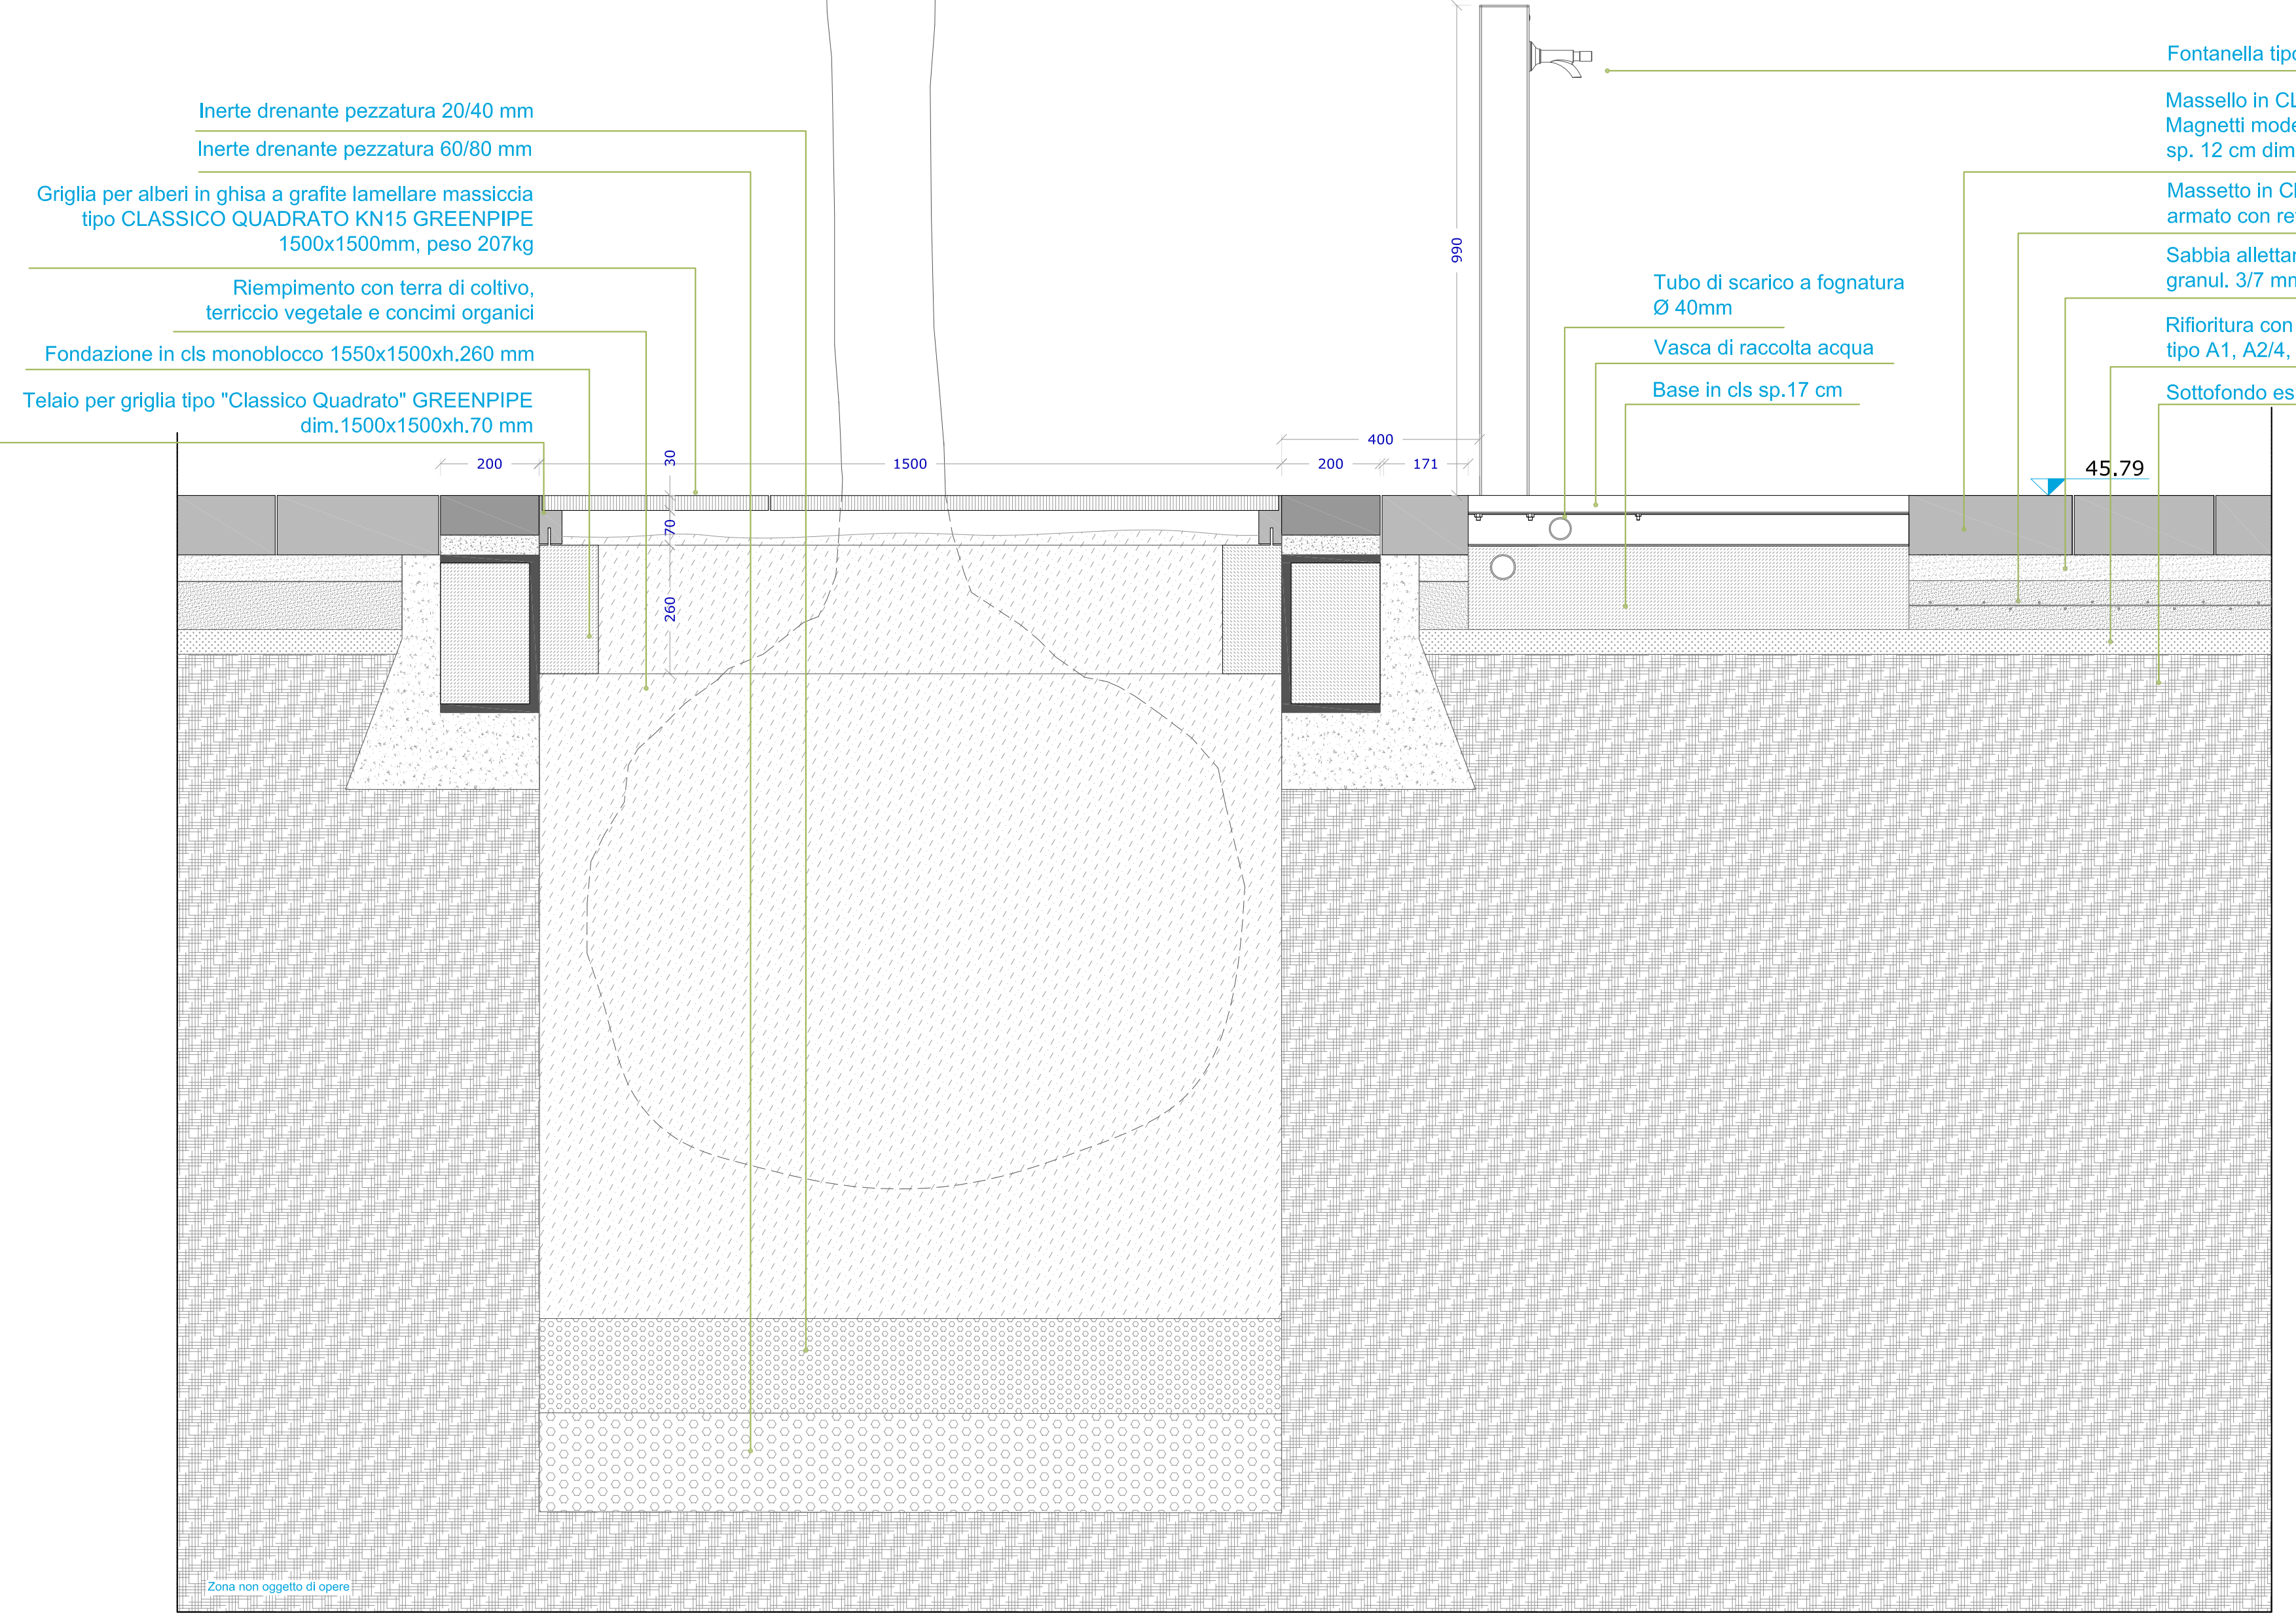 Inerte drenante pezzatura 20/40 mm
Inerte drenante pezzatura 60/80 mm
Griglia per alberi in ghisa a grafite lamellare massiccia
tipo CLASSICO QUADRATO KN15 GREENPIPE
1500x1500mm, peso 207kg
Riempimento con terra di coltivo,
terriccio vegetale e concimi organici
Fondazione in cls monoblocco 1550x1500xh.260 mm
Telaio per griglia tipo "Classico Quadrato" GREENPIPE
dim.1500x1500xh.70 mm
200
30
1500
70
260
990
400
200
171
Tubo di scarico a fognatura
Ø 40mm
Vasca di raccolta acqua
Base in cls sp.17 cm
Fontanella tipo
Massello in CL
Magnetti mode
sp. 12 cm dim
Massetto in Cl
armato con re
Sabbia allettan
granul. 3/7 mm
Rifioritura con
tipo A1, A2/4,
Sottofondo es
45.79
Zona non oggetto di opere